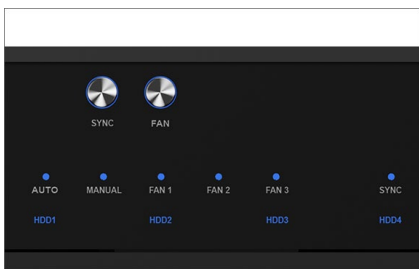 SYNC FAN
AUTO MANUAL FAN 1 FAN 2 FAN 3 SYNC
HDD1 HDD2 HDD3 HDD4